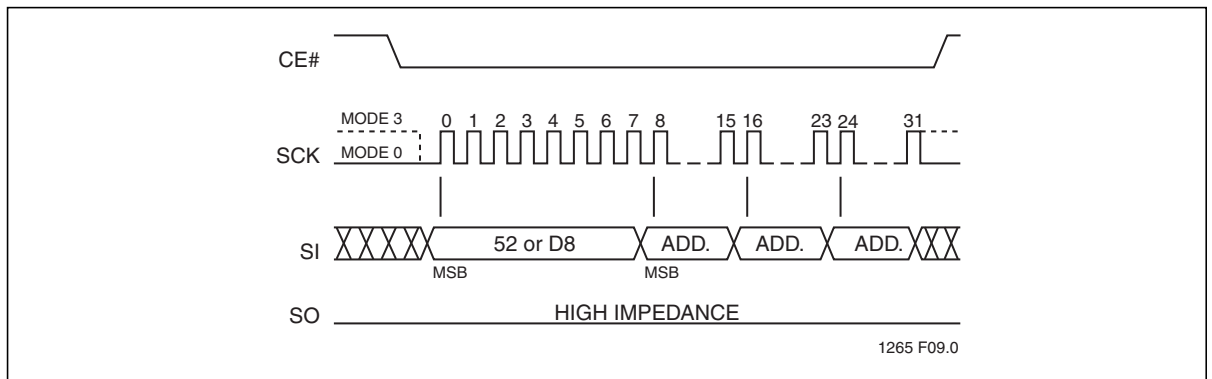 CE#
MODE 3
0 1 2 3 4 5 6 7 8 15 16 23 24 31
SCK
MODE 0
SI
52 or D8 ADD. ADD. ADD.
MSB MSB
SO
HIGH IMPEDANCE
1265 F09.0